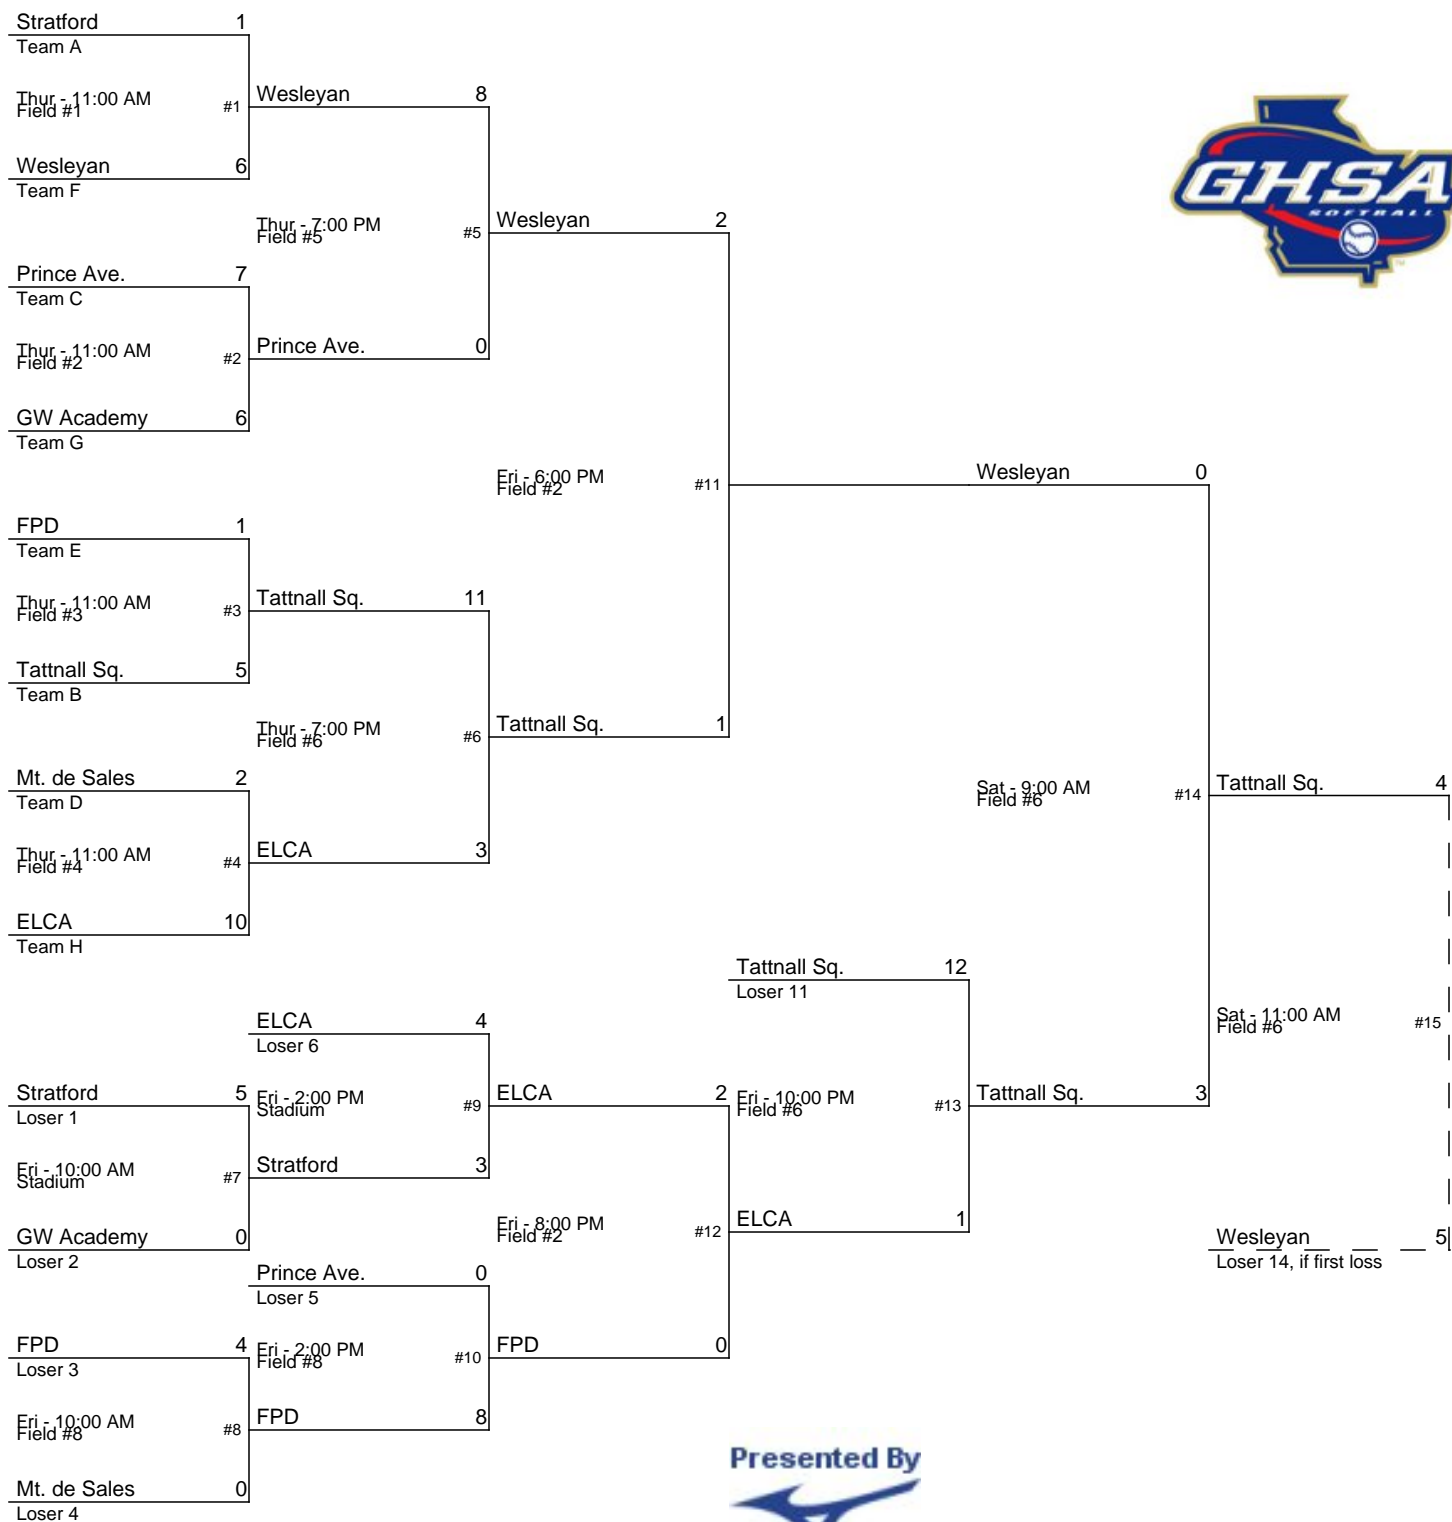 Stratford 1
Team A
Thur - 11:00 AM
Field #1
#1
Wesleyan 6
Team F
Wesleyan 8
Thur - 7:00 PM
Field #5
#5
Prince Ave. 7
Team C
Thur - 11:00 AM
Field #2
#2
GW Academy 6
Team G
Prince Ave. 0
Wesleyan 2
Fri - 6:00 PM
Field #2
#11
FPD 1
Team E
Thur - 11:00 AM
Field #3
#3
Tattnall Sq. 5
Team B
Tattnall Sq. 11
Thur - 7:00 PM
Field #6
#6
Mt. de Sales 2
Team D
Thur - 11:00 AM
Field #4
#4
ELCA 10
Team H
ELCA 3
Tattnall Sq. 1
Wesleyan 0
Sat - 9:00 AM
Field #6
#14
Tattnall Sq. 4
Sat - 11:00 AM
Field #6
#15
Wesleyan 5
Loser 14, if first loss
ELCA 4
Loser 6
Fri - 2:00 PM
Stadium
#9
Stratford 5
Loser 1
Fri - 10:00 AM
Stadium
#7
GW Academy 0
Loser 2
Stratford 3
ELCA 2
Fri - 8:00 PM
Field #2
#12
Prince Ave. 0
Loser 5
Fri - 2:00 PM
Field #8
#10
FPD 4
Loser 3
Fri - 10:00 AM
Field #8
#8
Mt. de Sales 0
Loser 4
FPD 8
FPD 0
Tattnall Sq. 12
Loser 11
Fri - 10:00 PM
Field #6
#13
ELCA 1
Tattnall Sq. 3
GHSA
SOFTBALL
TM
Presented By